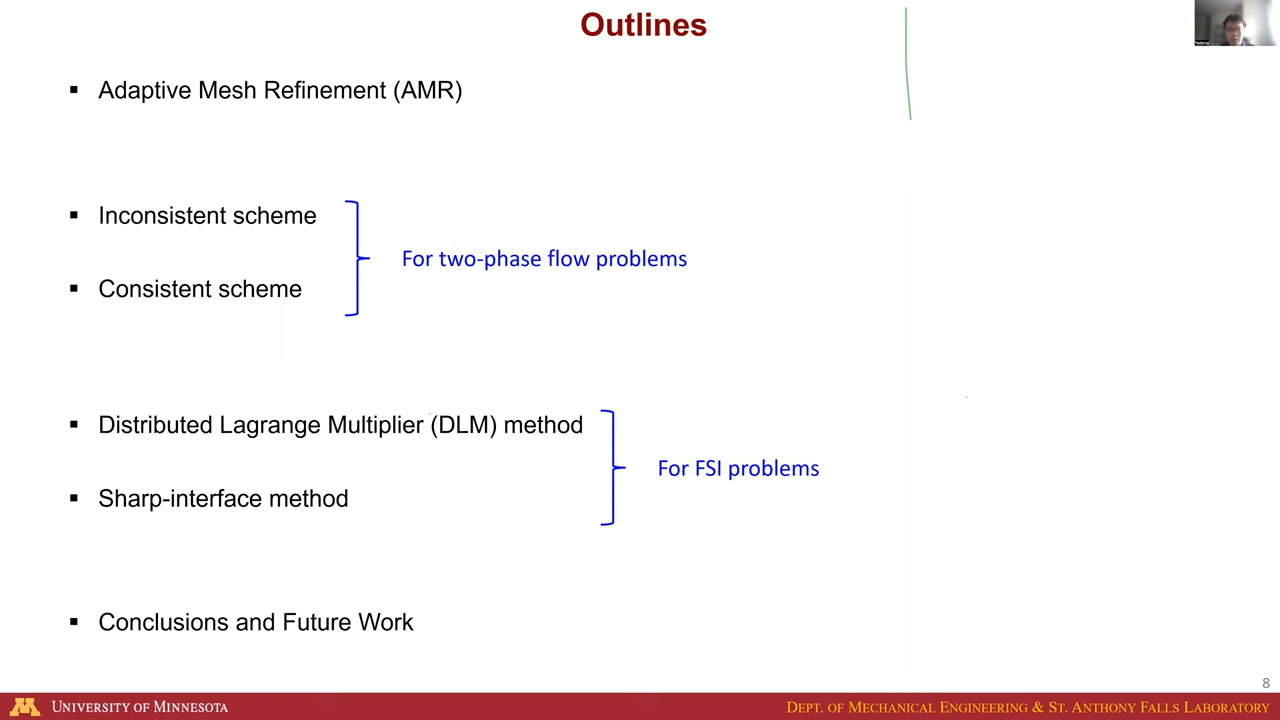 Outlines
▪ Adaptive Mesh Refinement (AMR)
▪ Inconsistent scheme
For two-phase flow problems
▪ Consistent scheme
▪ Distributed Lagrange Multiplier (DLM) method
For FSI problems
▪ Sharp-interface method
▪ Conclusions and Future Work
8
UNIVERSITY OF MINNESOTA
DEPT. OF MECHANICAL ENGINEERING & ST. ANTHONY FALLS LABORATORY